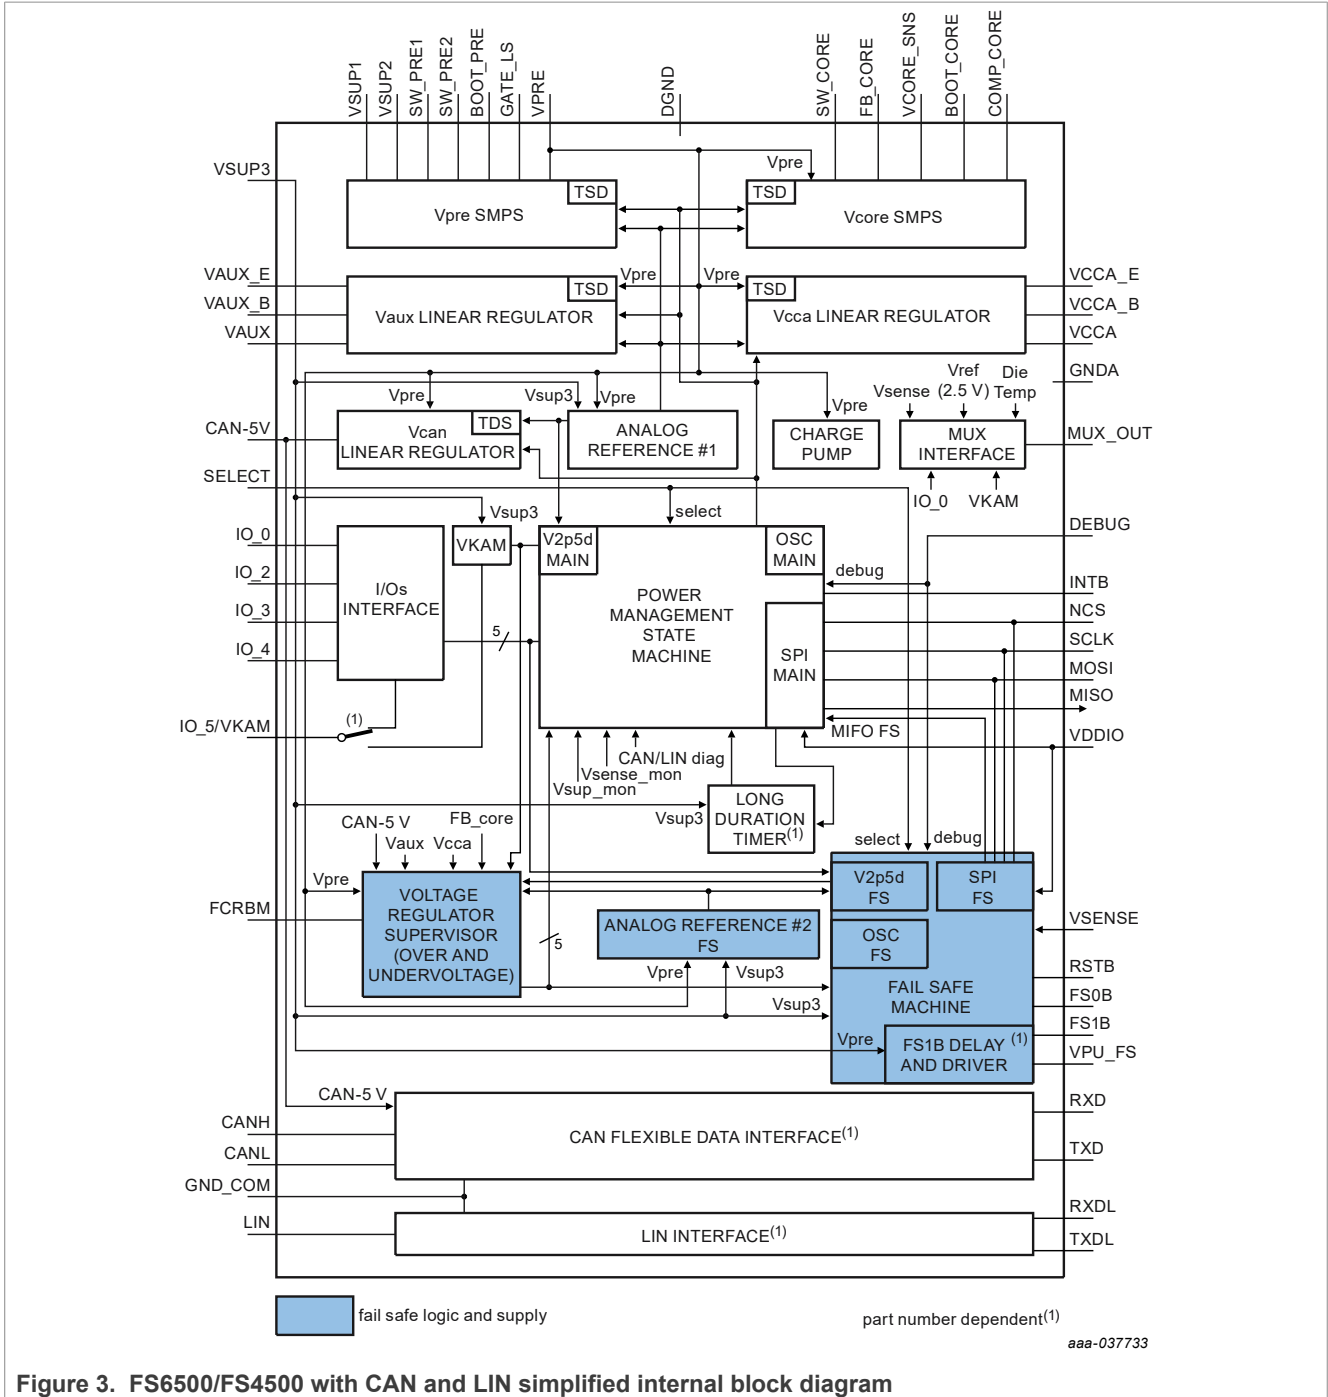 VSUP1
VSUP2
SW_PRE1
SW_PRE2
BOOT_PRE
GATE_LS
VPRE
DGND
SW_CORE
FB_CORE
VCORE_SNS
BOOT_CORE
COMP_CORE
VSUP3
Vpre
TSD
Vpre SMPS
TSD
Vcore SMPS
VAUX_E
VAUX_B
VAUX
Vpre
Vpre
TSD
Vaux LINEAR REGULATOR
TSD
Vcca LINEAR REGULATOR
VCCA_E
VCCA_B
VCCA
GNDA
Vpre
Vsup3
Vpre
Vpre
Vsense
Vref
(2.5 V)
Die
Temp
CAN-5V
Vcan
LINEAR REGULATOR
TDS
ANALOG
REFERENCE #1
CHARGE
PUMP
MUX
INTERFACE
MUX_OUT
IO_0
VKAM
SELECT
select
Vsup3
IO_0
IO_2
IO_3
IO_4
IO_5/VKAM
(1)
I/Os
INTERFACE
VKAM
5
V2p5d
MAIN
OSC
MAIN
POWER
MANAGEMENT
STATE
MACHINE
SPI
MAIN
debug
DEBUG
INTB
NCS
SCLK
MOSI
MISO
MIFO FS
VDDIO
CAN/LIN diag
Vsense_mon
Vsup_mon
Vsup3
LONG
DURATION
TIMER(1)
select
debug
CAN-5 V
Vaux
Vcca
FB_core
Vpre
FCRBM
VOLTAGE
REGULATOR
SUPERVISOR
(OVER AND
UNDERVOLTAGE)
5
ANALOG REFERENCE #2
FS
Vpre
Vsup3
Vsup3
V2p5d
FS
SPI
FS
OSC
FS
FAIL SAFE
MACHINE
Vpre
FS1B DELAY (1)
AND DRIVER
VSENSE
RSTB
FS0B
FS1B
VPU_FS
CAN-5 V
CANH
CANL
GND_COM
LIN
CAN FLEXIBLE DATA INTERFACE(1)
LIN INTERFACE(1)
RXD
TXD
RXDL
TXDL
fail safe logic and supply
part number dependent(1)
aaa-037733
Figure 3. FS6500/FS4500 with CAN and LIN simplified internal block diagram